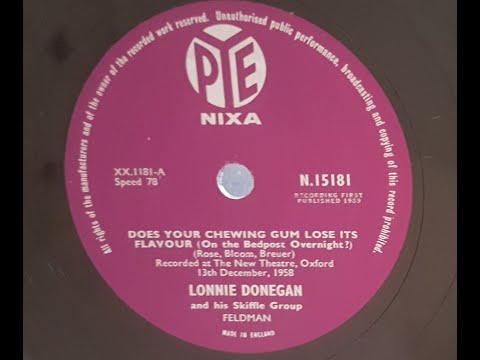 All rights of the manufacturers and of the owner of the recorded work reserved. Unauthorised public performance, broadcasting and copying of this record prohibited.
PYE
NIXA
XX.1181-A
Speed 78
N.15181
RECORDING FIRST
PUBLISHED 1959
DOES YOUR CHEWING GUM LOSE ITS
FLAVOUR (On the Bedpost Overnight?)
(Rose, Bloom, Breuer)
Recorded at The New Theatre, Oxford
13th December, 1958
LONNIE DONEGAN
and his Skiffle Group
FELDMAN
MADE IN ENGLAND